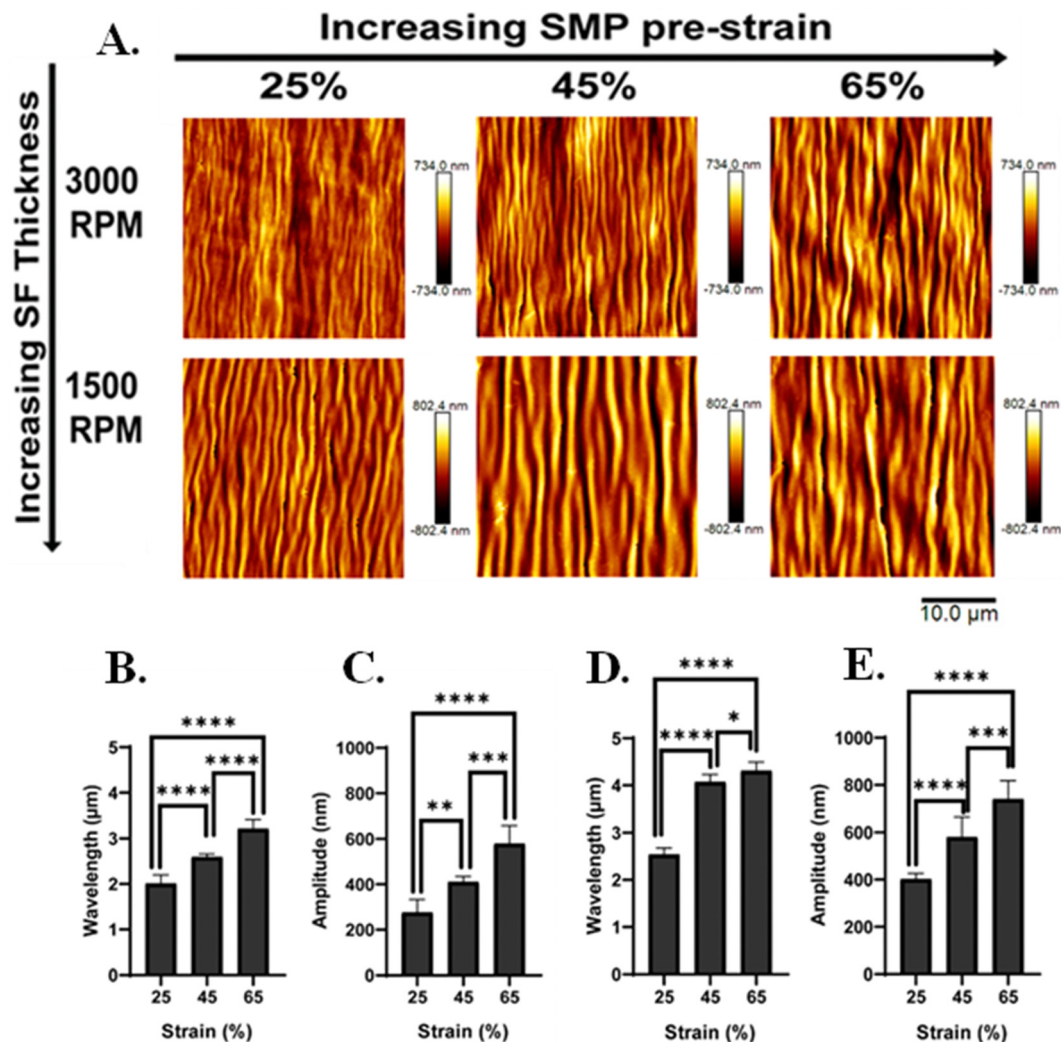 A.
Increasing SMP pre-strain
25% 45% 65%
Increasing SF Thickness
3000
RPM
734.0 nm
-734.0 nm
734.0 nm
-734.0 nm
734.0 nm
-734.0 nm
1500
RPM
802.4 nm
-802.4 nm
802.4 nm
-802.4 nm
802.4 nm
-802.4 nm
10.0 µm
B.
****
**** ****
Wavelength (µm)
5
4
3
2
1
0
25 45 65
Strain (%)
C.
****
***
**
Amplitude (nm)
1000
800
600
400
200
0
25 45 65
Strain (%)
D.
****
**** *
Wavelength (µm)
5
4
3
2
1
0
25 45 65
Strain (%)
E.
****
***
****
Amplitude (nm)
1000
800
600
400
200
0
25 45 65
Strain (%)